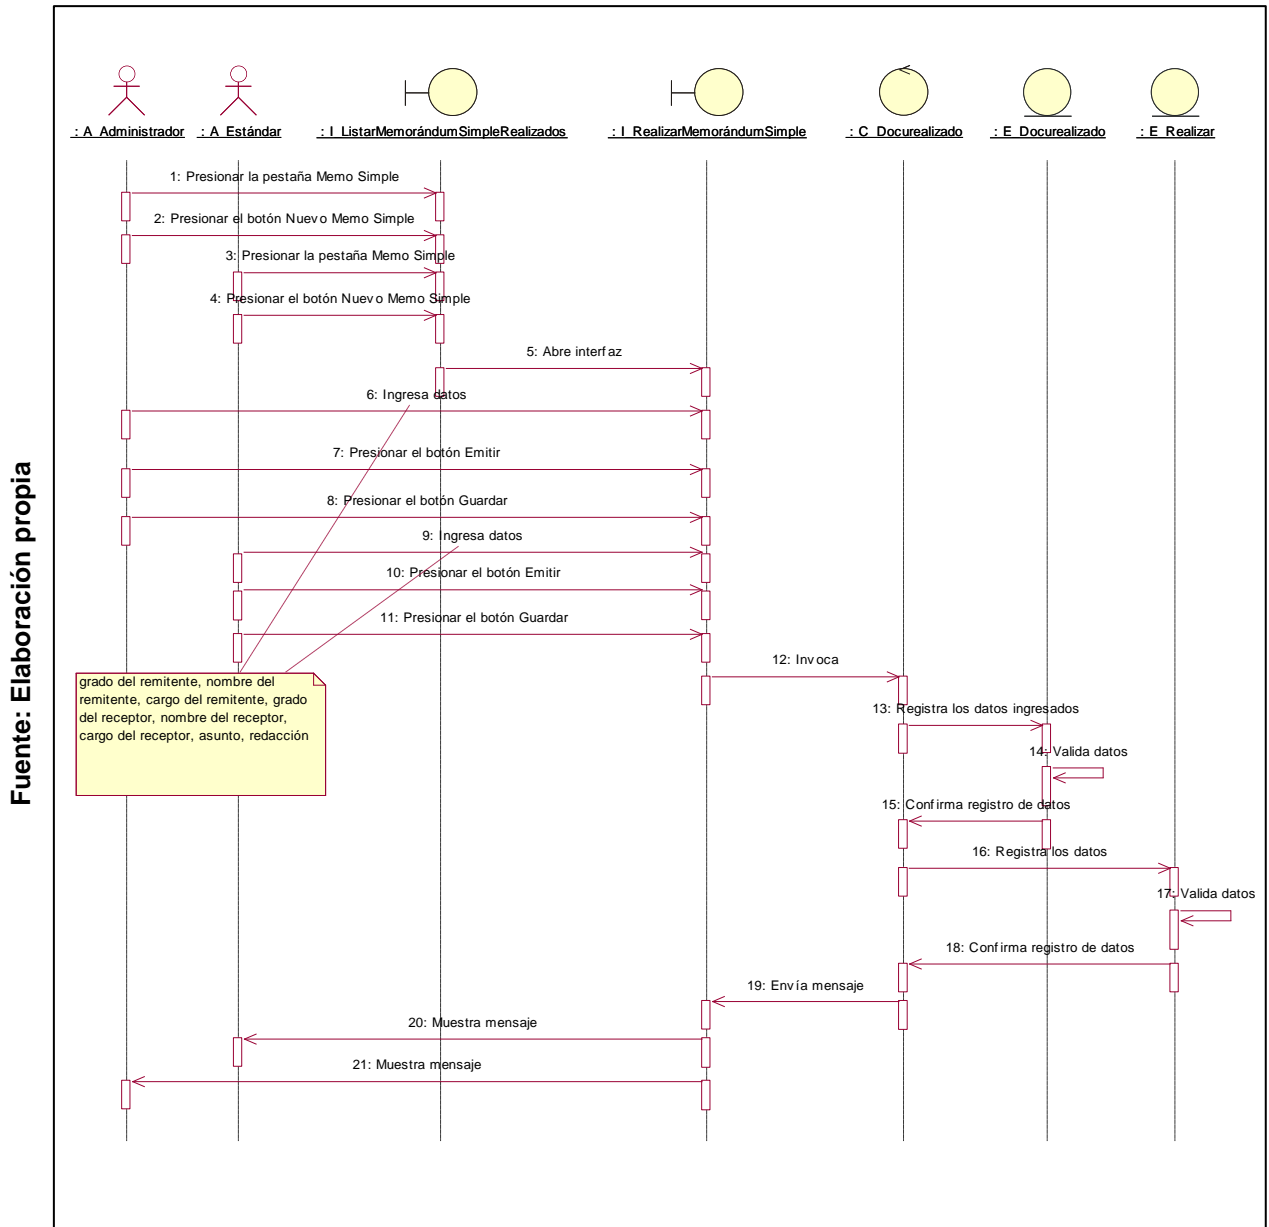 : A_Administrador
: A_Estándar
: I_ListarMemorándumSimpleRealizados
: I_RealizarMemorándumSimple
: C_Docurealizado
: E_Docurealizado
: E_Realizar
1: Presionar la pestaña Memo Simple
2: Presionar el botón Nuevo Memo Simple
3: Presionar la pestaña Memo Simple
4: Presionar el botón Nuevo Memo Simple
5: Abre interfaz
6: Ingresa datos
7: Presionar el botón Emitir
8: Presionar el botón Guardar
9: Ingresa datos
10: Presionar el botón Emitir
11: Presionar el botón Guardar
12: Invoca
grado del remitente, nombre del
remitente, cargo del remitente, grado
del receptor, nombre del receptor,
cargo del receptor, asunto, redacción
13: Registra los datos ingresados
14: Valida datos
15: Confirma registro de datos
16: Registra los datos
17: Valida datos
18: Confirma registro de datos
19: Envía mensaje
20: Muestra mensaje
21: Muestra mensaje
Fuente: Elaboración propia